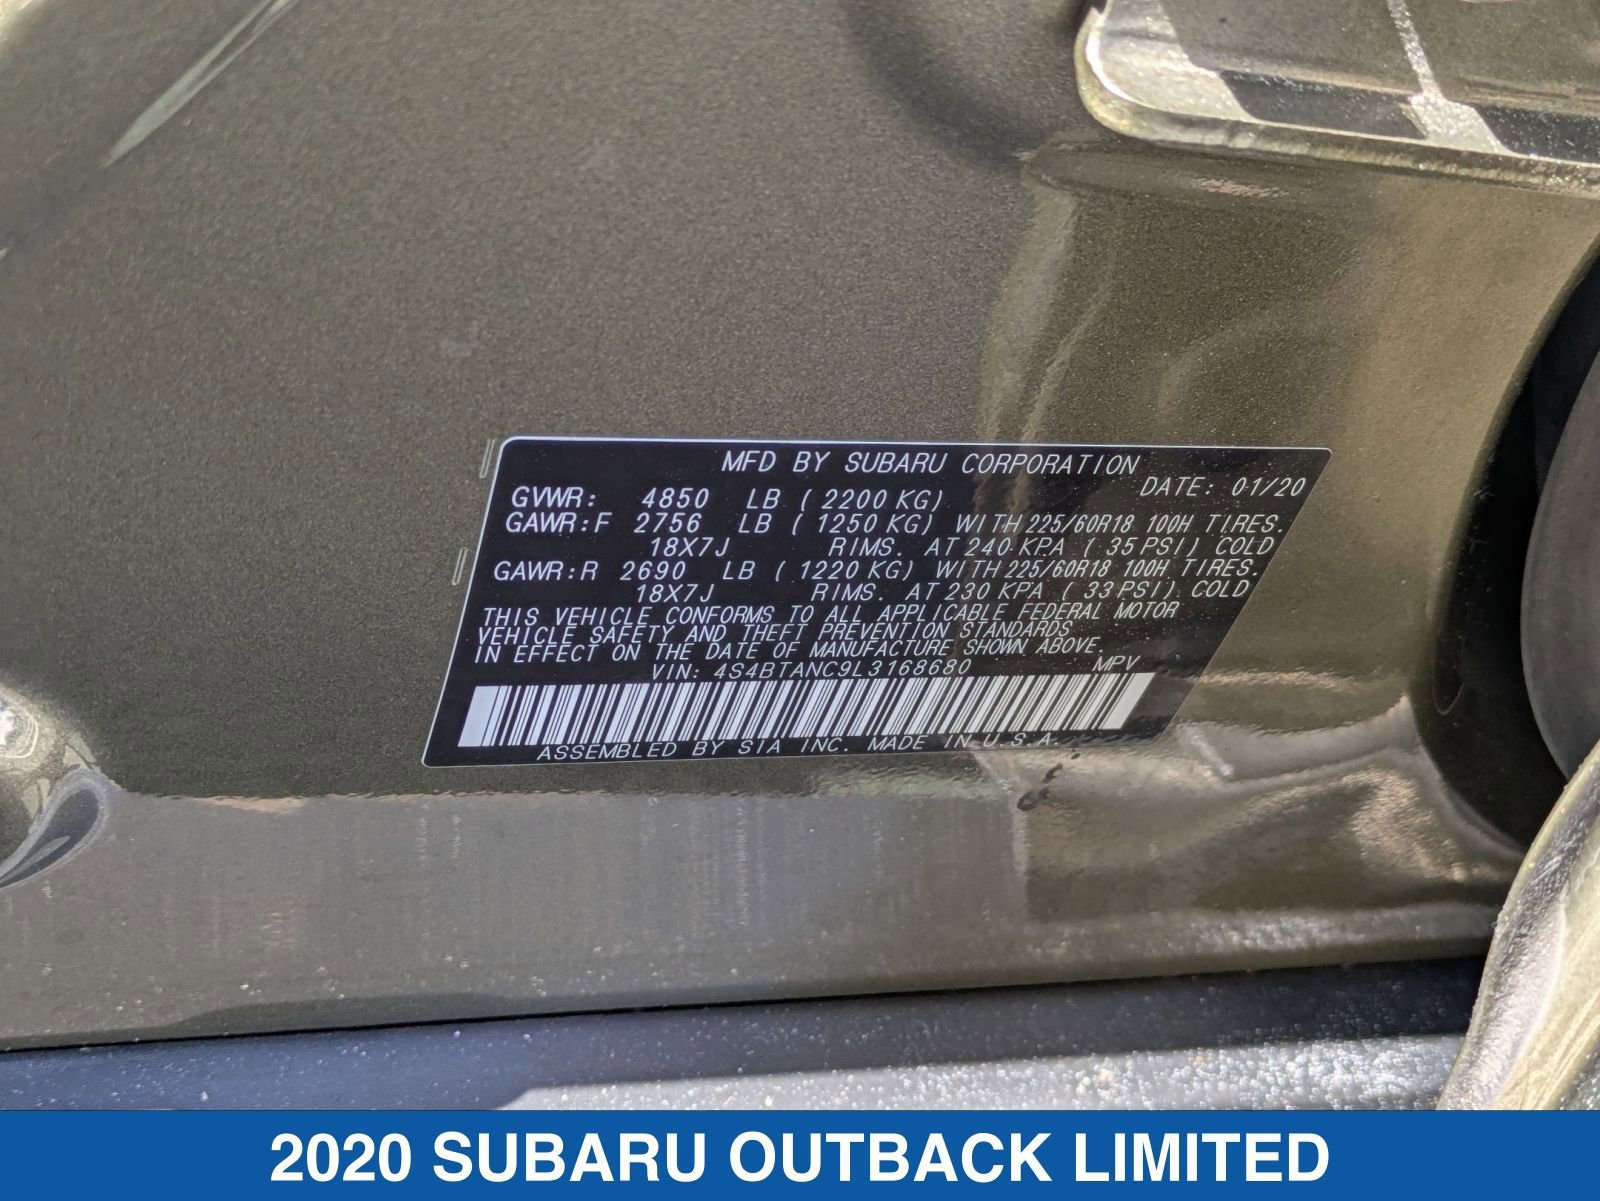 MFD BY SUBARU CORPORATION
DATE: 01/20
GVWR: 4850 LB (2200 KG)
GAWR:F 2756 LB (1250 KG) WITH 225/60R18 100H TIRES.
18X7J RIMS. AT 240 KPA (35 PSI) COLD
GAWR:R 2690 LB (1220 KG) WITH 225/60R18 100H TIRES.
18X7J RIMS. AT 230 KPA (33 PSI) COLD
THIS VEHICLE CONFORMS TO ALL APPLICABLE FEDERAL MOTOR
VEHICLE SAFETY AND THEFT PREVENTION STANDARDS
IN EFFECT ON THE DATE OF MANUFACTURE SHOWN ABOVE.
VIN: 4S4BTANC9L3168680 MPV
ASSEMBLED BY SIA INC. MADE IN U.S.A.
2020 SUBARU OUTBACK LIMITED